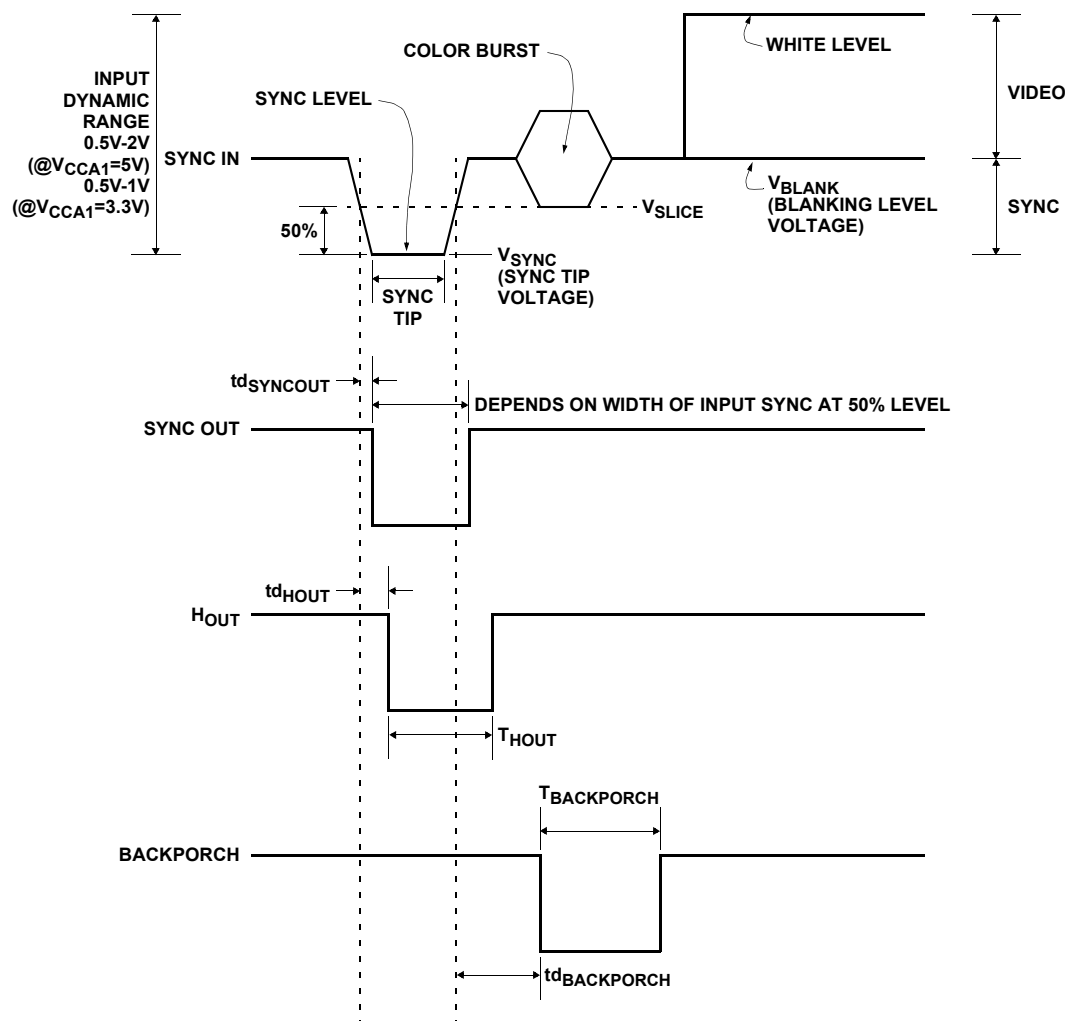 INPUT
DYNAMIC
RANGE
0.5V-2V
(@VCCA1=5V)
0.5V-1V
(@VCCA1=3.3V)
SYNC IN
SYNC LEVEL
COLOR BURST
WHITE LEVEL
VIDEO
SYNC
VBLANK
(BLANKING LEVEL
VOLTAGE)
VSLICE
50%
VSYNC
(SYNC TIP
VOLTAGE)
SYNC
TIP
tdSYNCOUT
DEPENDS ON WIDTH OF INPUT SYNC AT 50% LEVEL
SYNC OUT
tdHOUT
HOUT
THOUT
TBACKPORCH
BACKPORCH
tdBACKPORCH